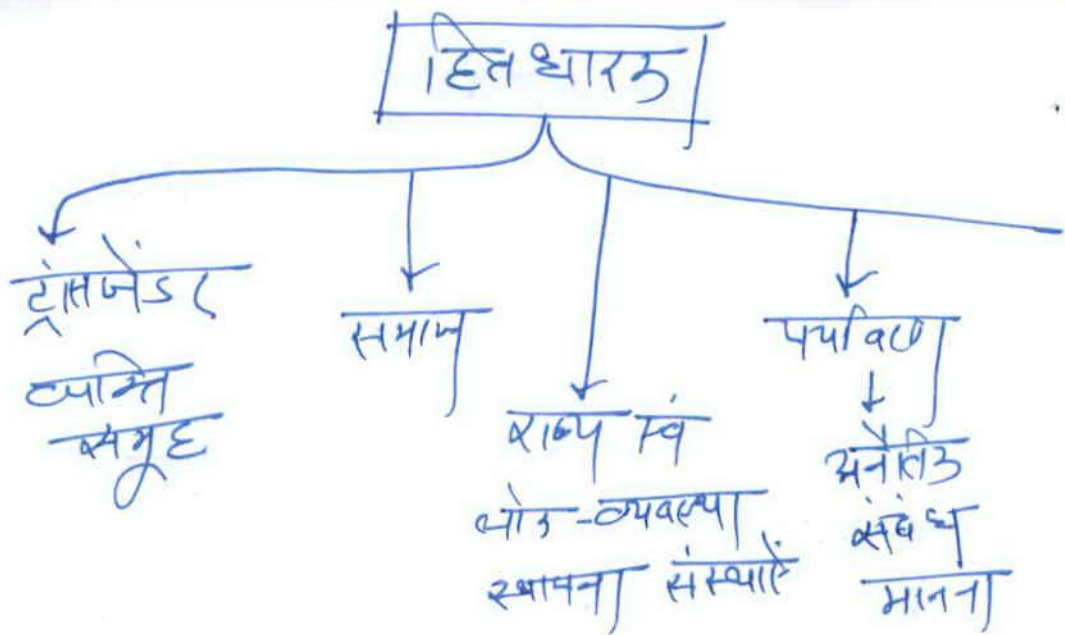 हितधारक
ट्रांसजेंडर
व्यक्ति
समूह
समाज
राज्य एवं
लोक-व्यवस्था
स्थापना संस्थाएँ
पर्यावरण
अनैतिक
संबंध
मानना